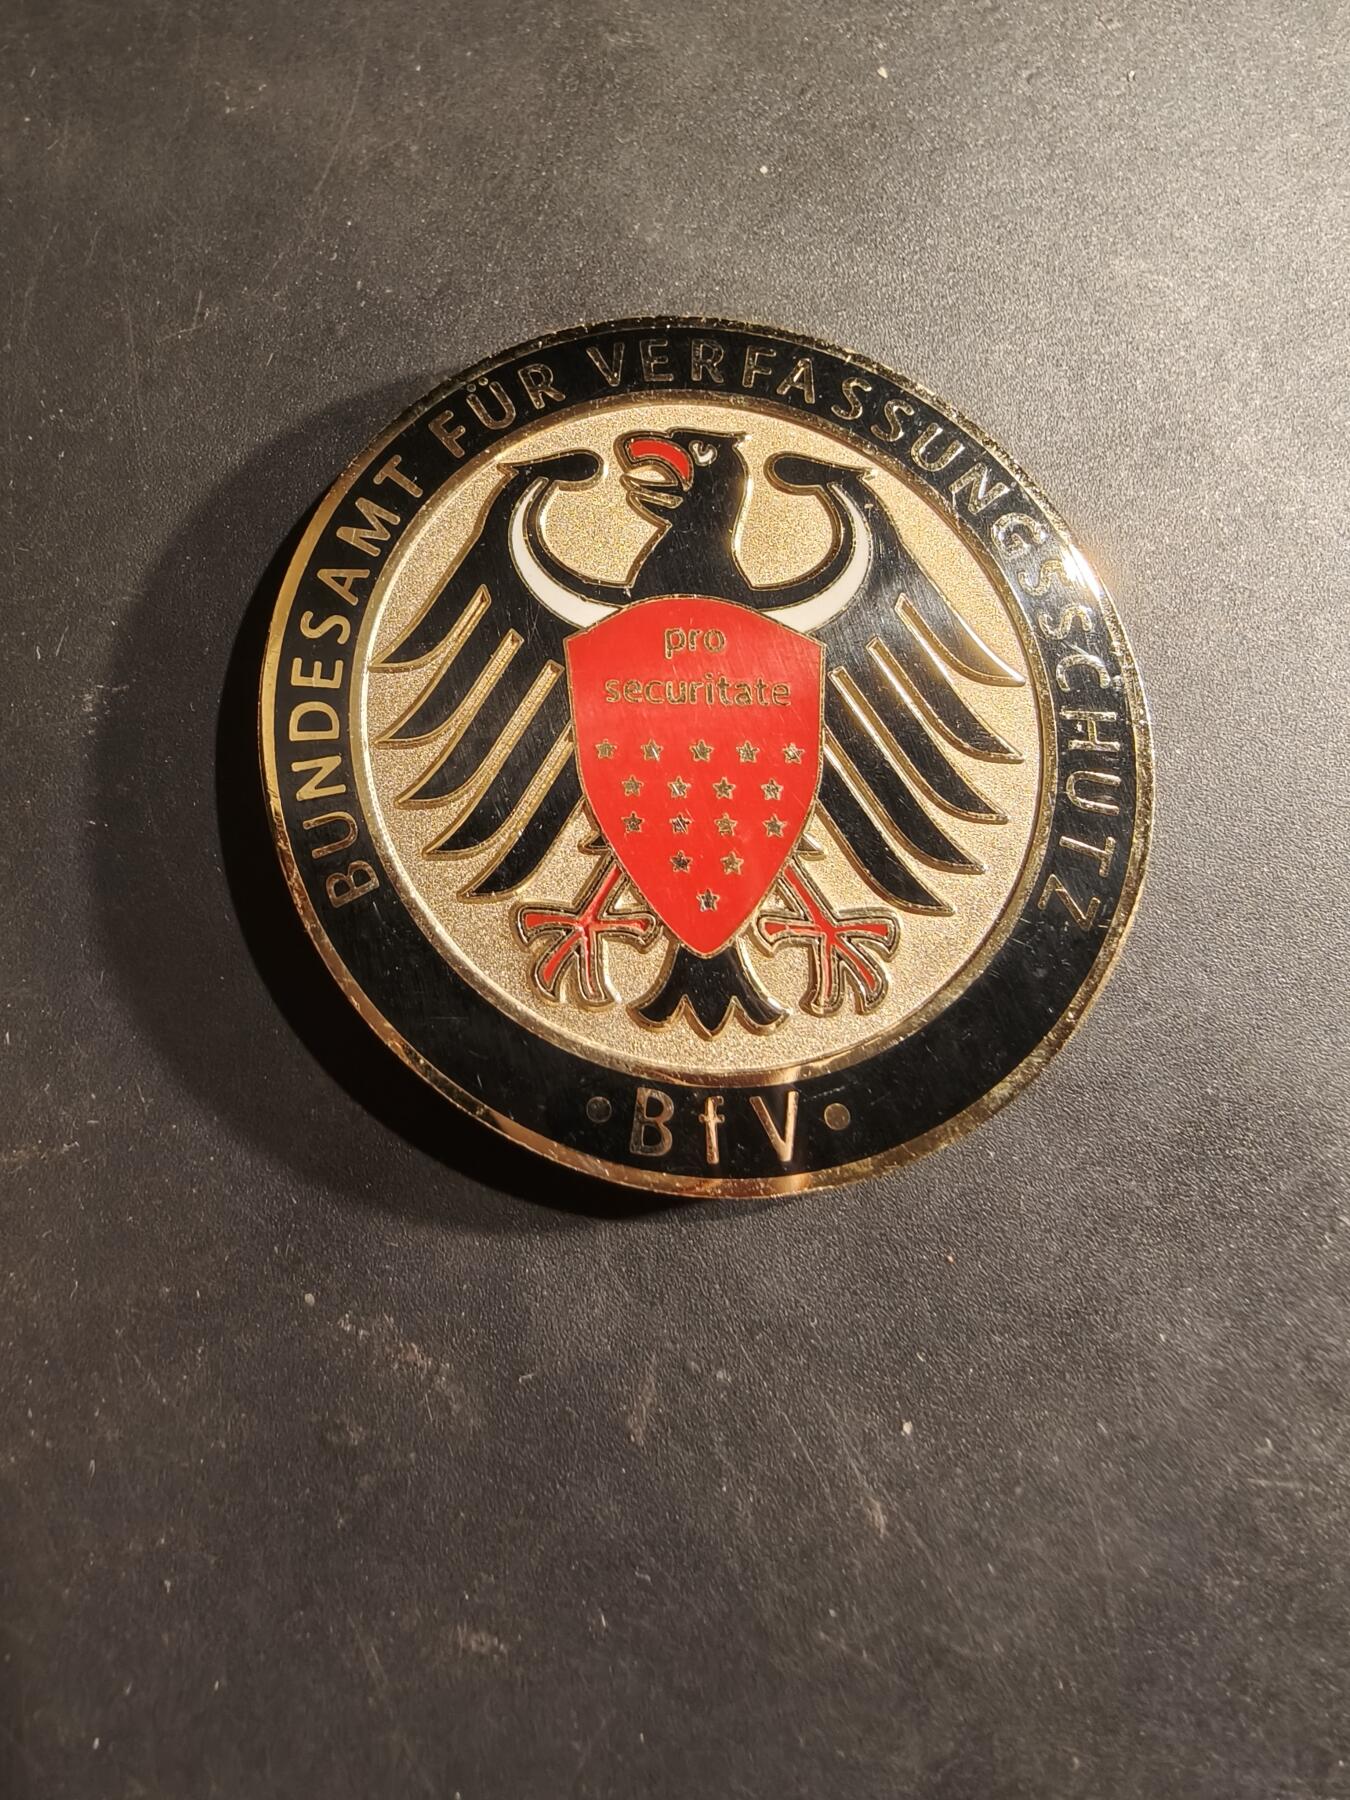 BUNDESAMT FÜR VERFASSUNGSSCHUTZ
pro
securitate
· BfV ·